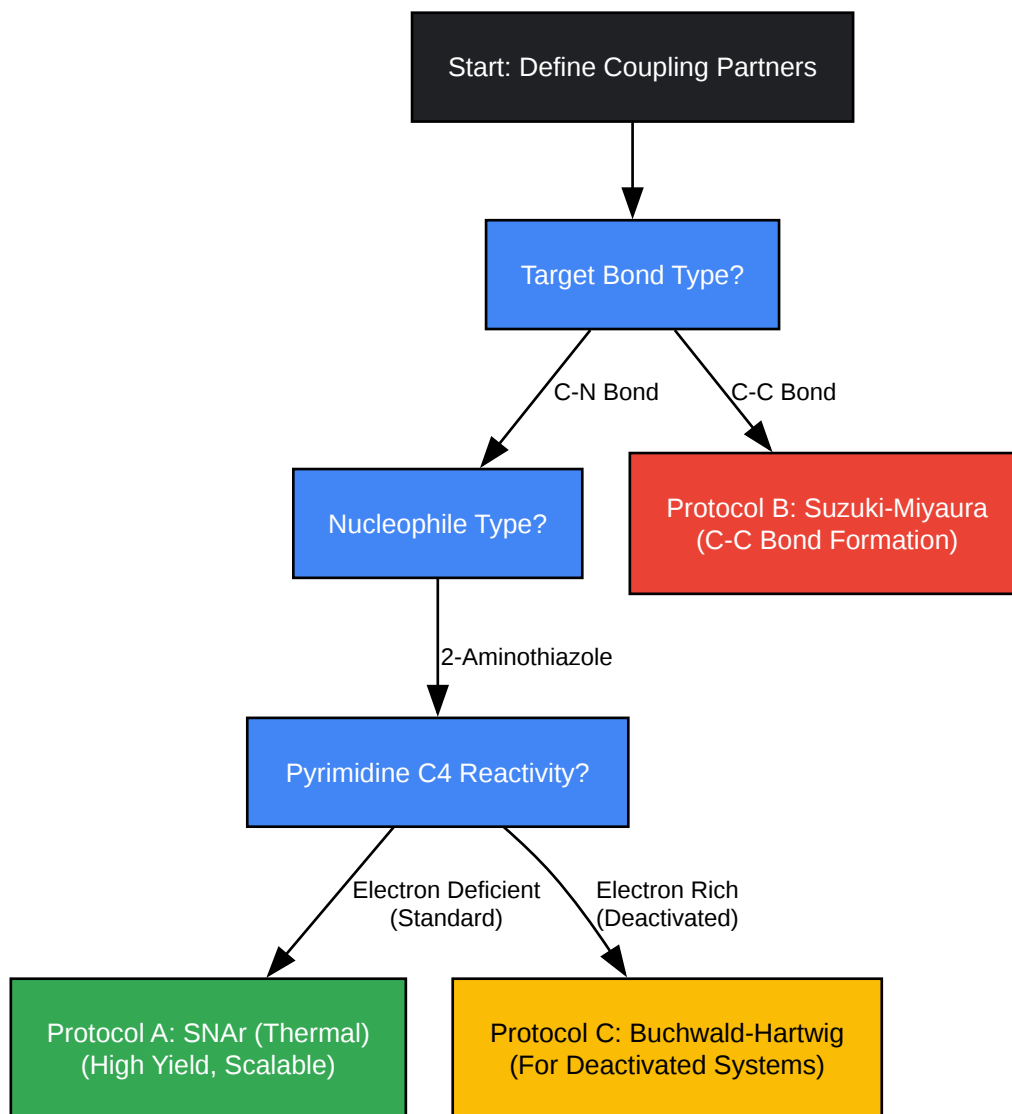 Start: Define Coupling Partners
Target Bond Type?
C-N Bond
C-C Bond
Nucleophile Type?
Protocol B: Suzuki-Miyaura
(C-C Bond Formation)
2-Aminothiazole
Pyrimidine C4 Reactivity?
Electron Deficient
(Standard)
Electron Rich
(Deactivated)
Protocol A: SNAr (Thermal)
(High Yield, Scalable)
Protocol C: Buchwald-Hartwig
(For Deactivated Systems)